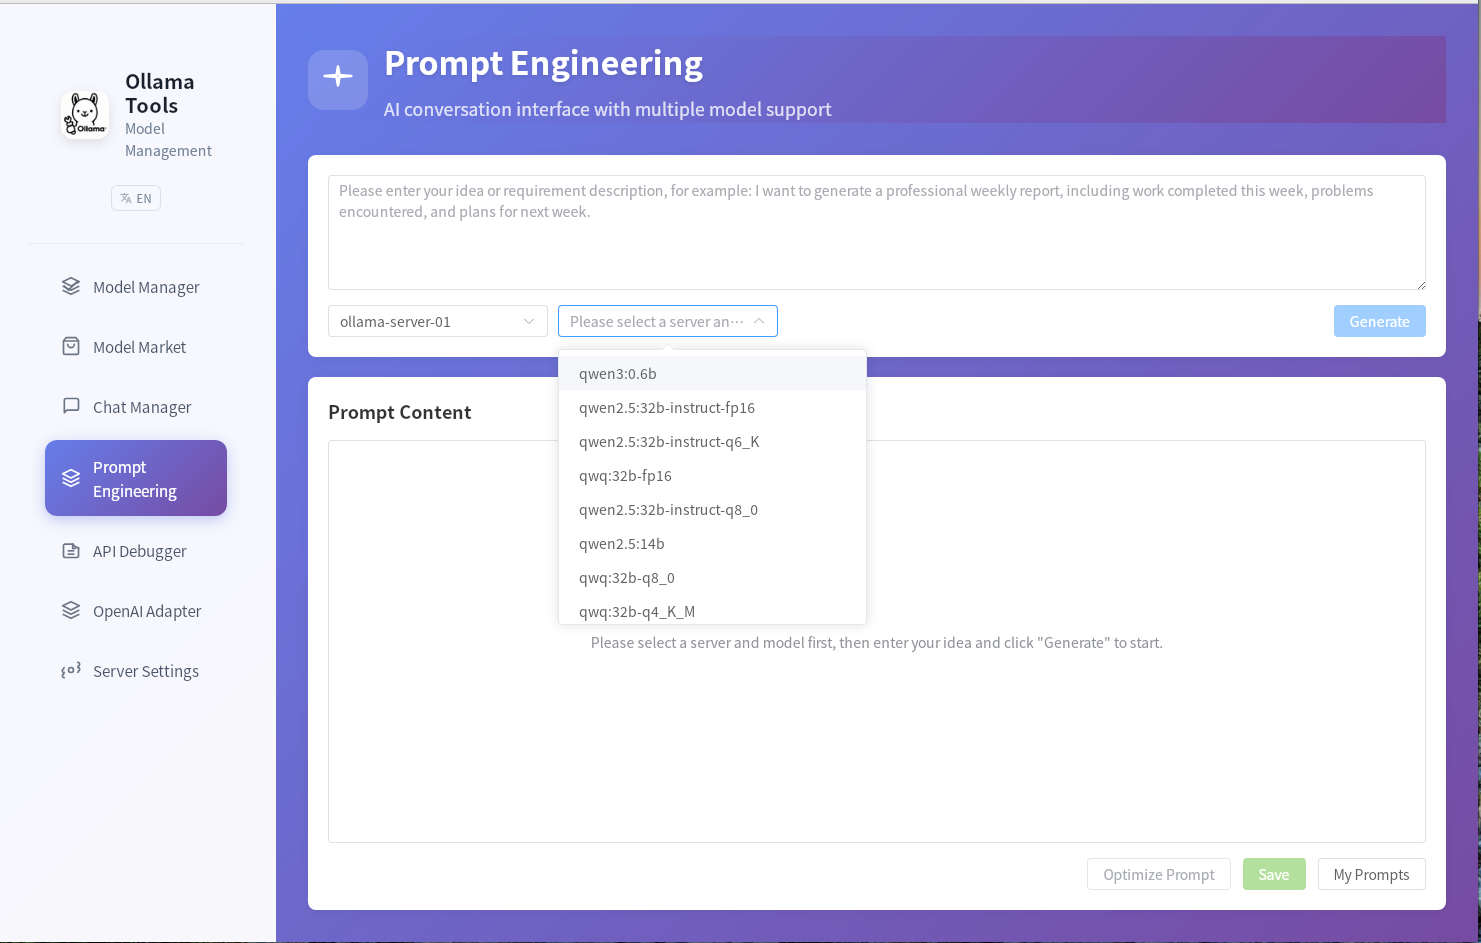 Ollama
Tools
Model
Management
Ollama
EN
Model Manager
Model Market
Chat Manager
Prompt
Engineering
API Debugger
OpenAI Adapter
Server Settings
Prompt Engineering
AI conversation interface with multiple model support
Please enter your idea or requirement description, for example: I want to generate a professional weekly report, including work completed this week, problems
encountered, and plans for next week.
ollama-server-01
Please select a server an···
Generate
qwen3:0.6b
qwen2.5:32b-instruct-fp16
qwen2.5:32b-instruct-q6_K
qwq:32b-fp16
qwen2.5:32b-instruct-q8_0
qwen2.5:14b
qwq:32b-q8_0
qwq:32b-q4_K_M
Prompt Content
Please select a server and model first, then enter your idea and click "Generate" to start.
Optimize Prompt
Save
My Prompts